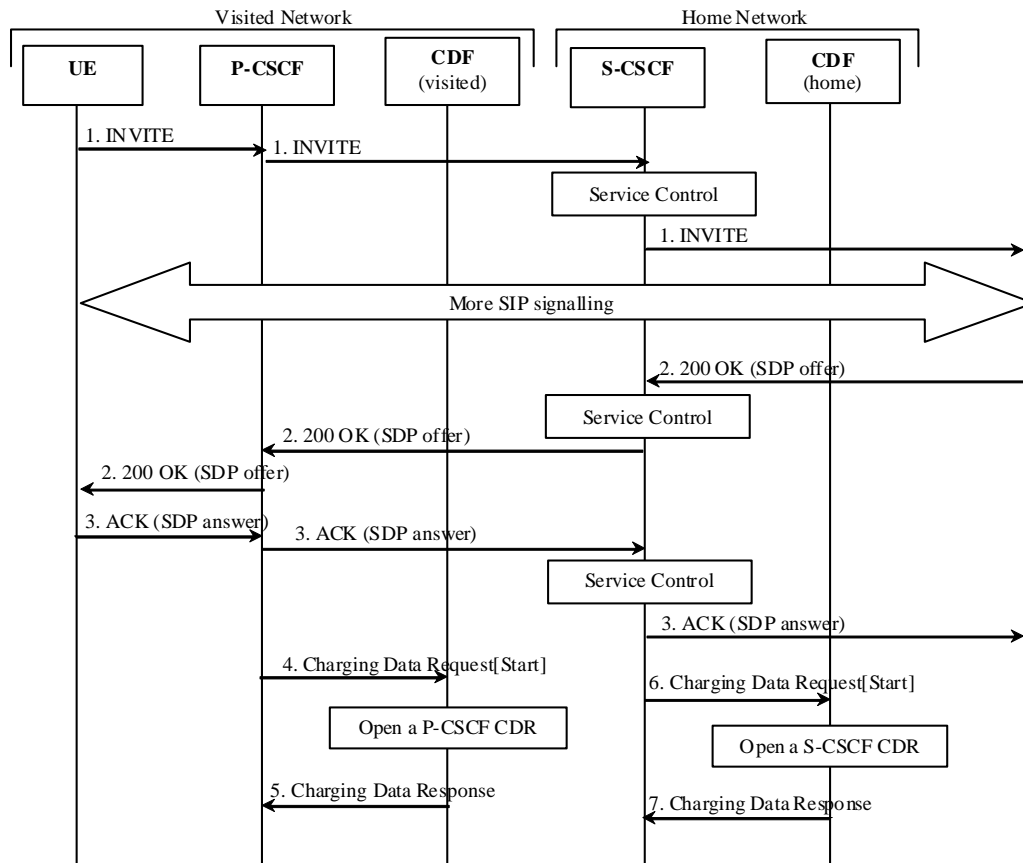 Visited Network
Home Network
UE
P-CSCF
CDF
(visited)
S-CSCF
CDF
(home)
1. INVITE
1. INVITE
Service Control
1. INVITE
More SIP signalling
2. 200 OK (SDP offer)
Service Control
2. 200 OK (SDP offer)
2. 200 OK (SDP offer)
3. ACK (SDP answer)
3. ACK (SDP answer)
Service Control
3. ACK (SDP answer)
4. Charging Data Request[Start]
6. Charging Data Request[Start]
Open a P-CSCF CDR
Open a S-CSCF CDR
5. Charging Data Response
7. Charging Data Response